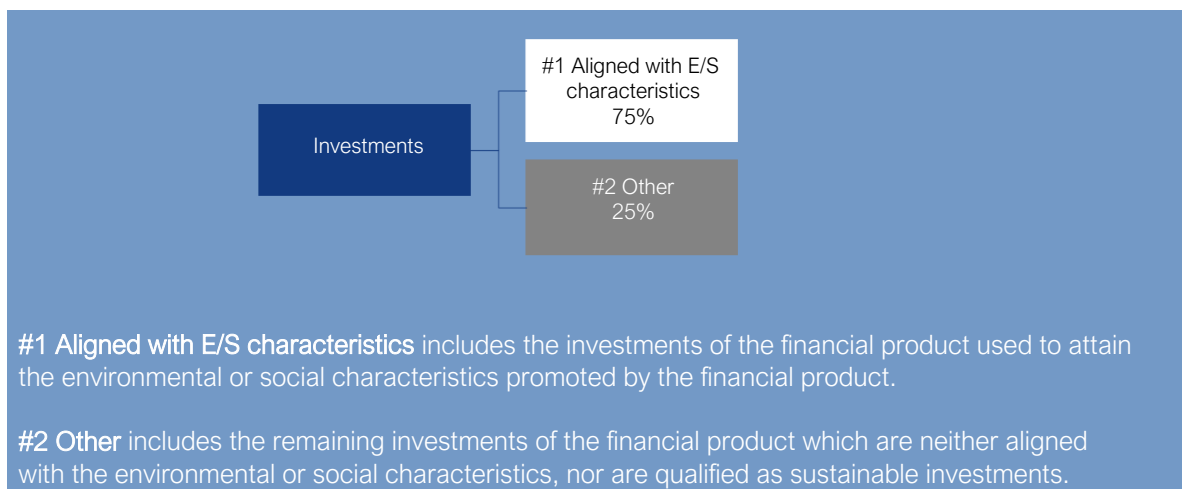 #1 Aligned with E/S
characteristics
75%
Investments
#2 Other
25%
#1 Aligned with E/S characteristics includes the investments of the financial product used to attain
the environmental or social characteristics promoted by the financial product.
#2 Other includes the remaining investments of the financial product which are neither aligned
with the environmental or social characteristics, nor are qualified as sustainable investments.